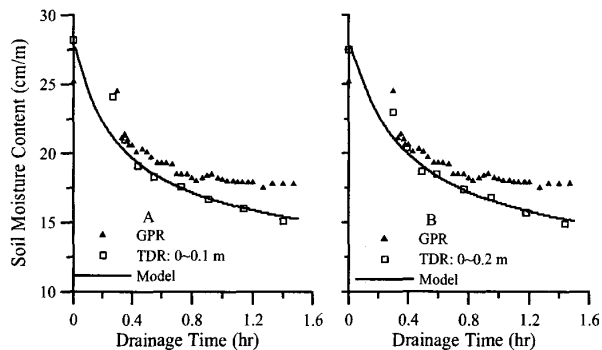 Soil Moisture Content (cm/m)
30
25
20
15
10
A
▲ GPR
□ TDR: 0~0.1 m
Model
0 0.4 0.8 1.2 1.6
Drainage Time (hr)
B
▲ GPR
□ TDR: 0~0.2 m
Model
0 0.4 0.8 1.2 1.6
Drainage Time (hr)